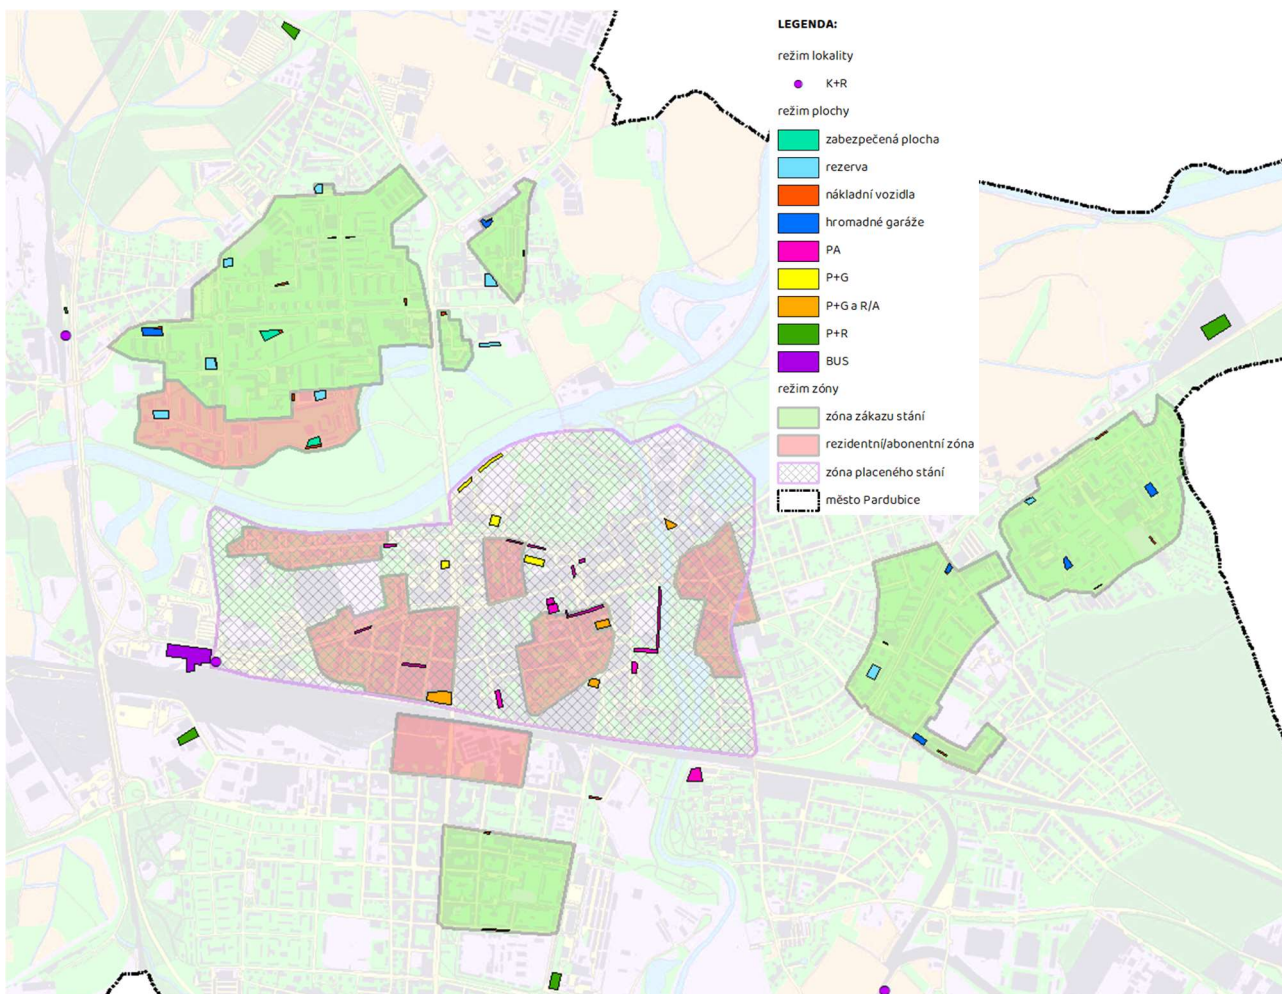 LEGENDA:
režim lokality
K+R
režim plochy
zabezpečená plocha
rezerva
nákladní vozidla
hromadné garáže
PA
P+G
P+G a R/A
P+R
BUS
režim zóny
zóna zákazu stání
rezidentní/abonentní zóna
zóna placeného stání
město Pardubice